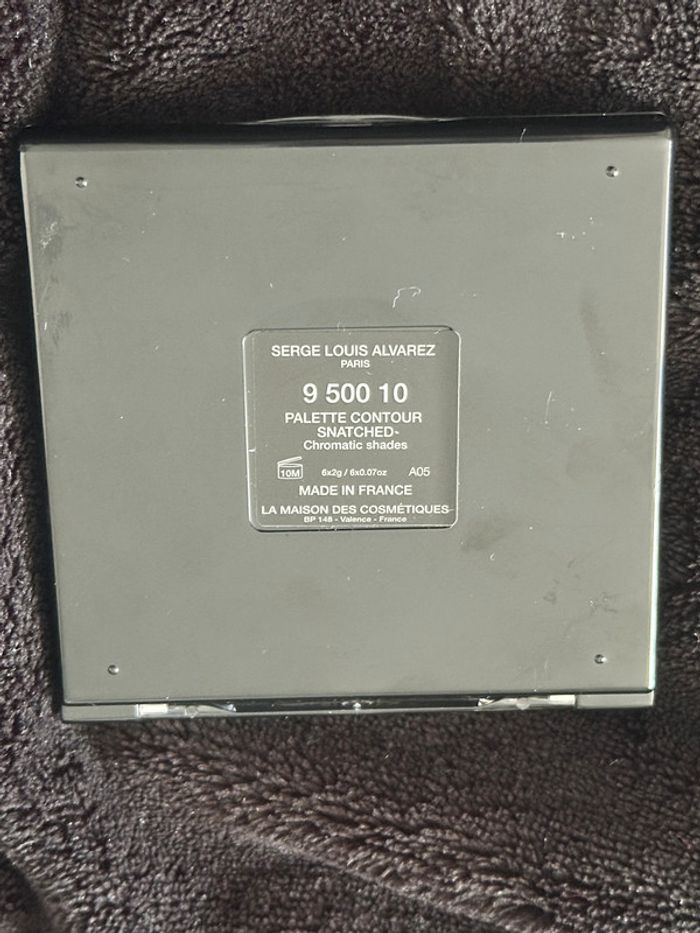 SERGE LOUIS ALVAREZ
PARIS
9 500 10
PALETTE CONTOUR
SNATCHED-
Chromatic shades
10M 6x2g / 6x0.07oz A05
MADE IN FRANCE
LA MAISON DES COSMÉTIQUES
BP 148 - Valence - France